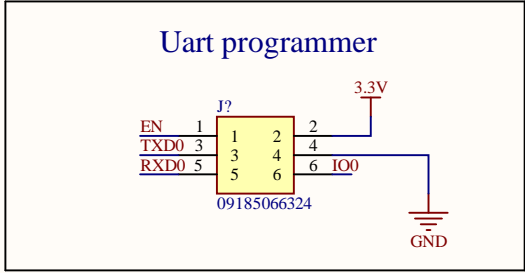 Uart programmer
3.3V
J?
EN 1 1 2 2
TXD0 3 3 4 4
RXD0 5 5 6 6 IO0
09185066324
GND